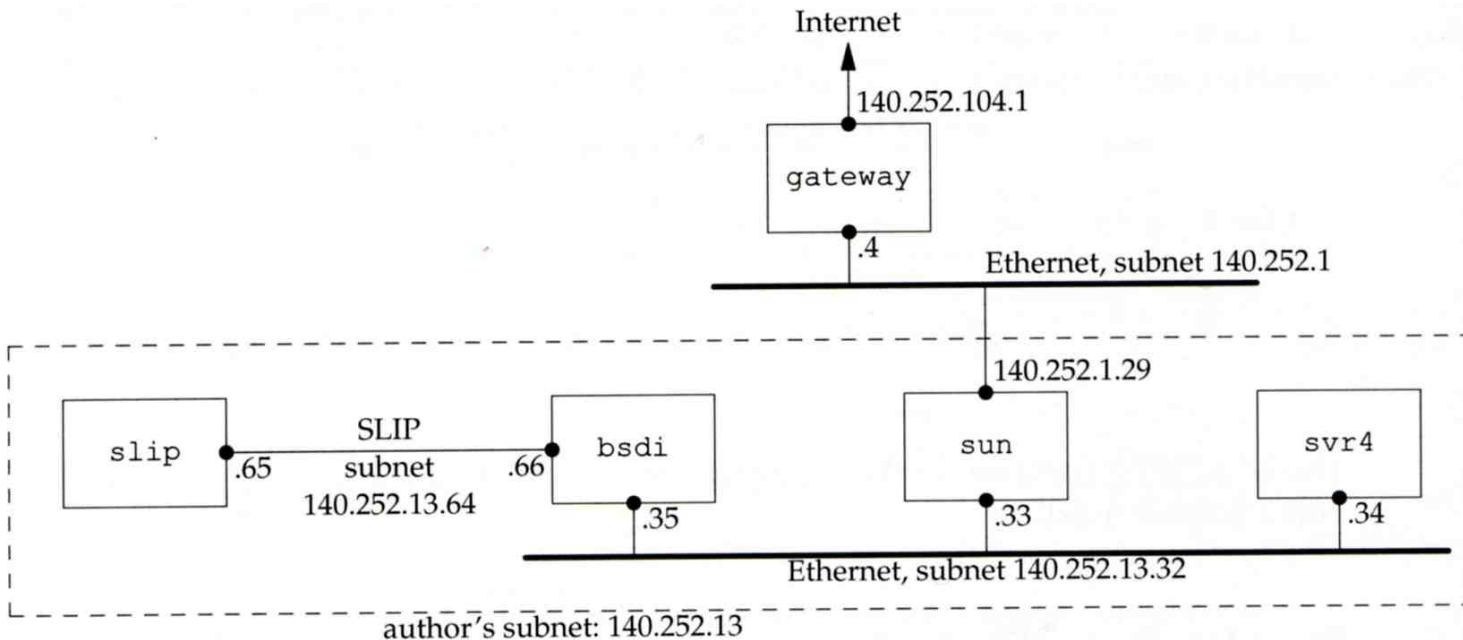 Internet
140.252.104.1
gateway
.4
Ethernet, subnet 140.252.1
140.252.1.29
slip
SLIP
bsdi
sun
svr4
.65
subnet
.66
140.252.13.64
.35
.33
.34
Ethernet, subnet 140.252.13.32
author's subnet: 140.252.13